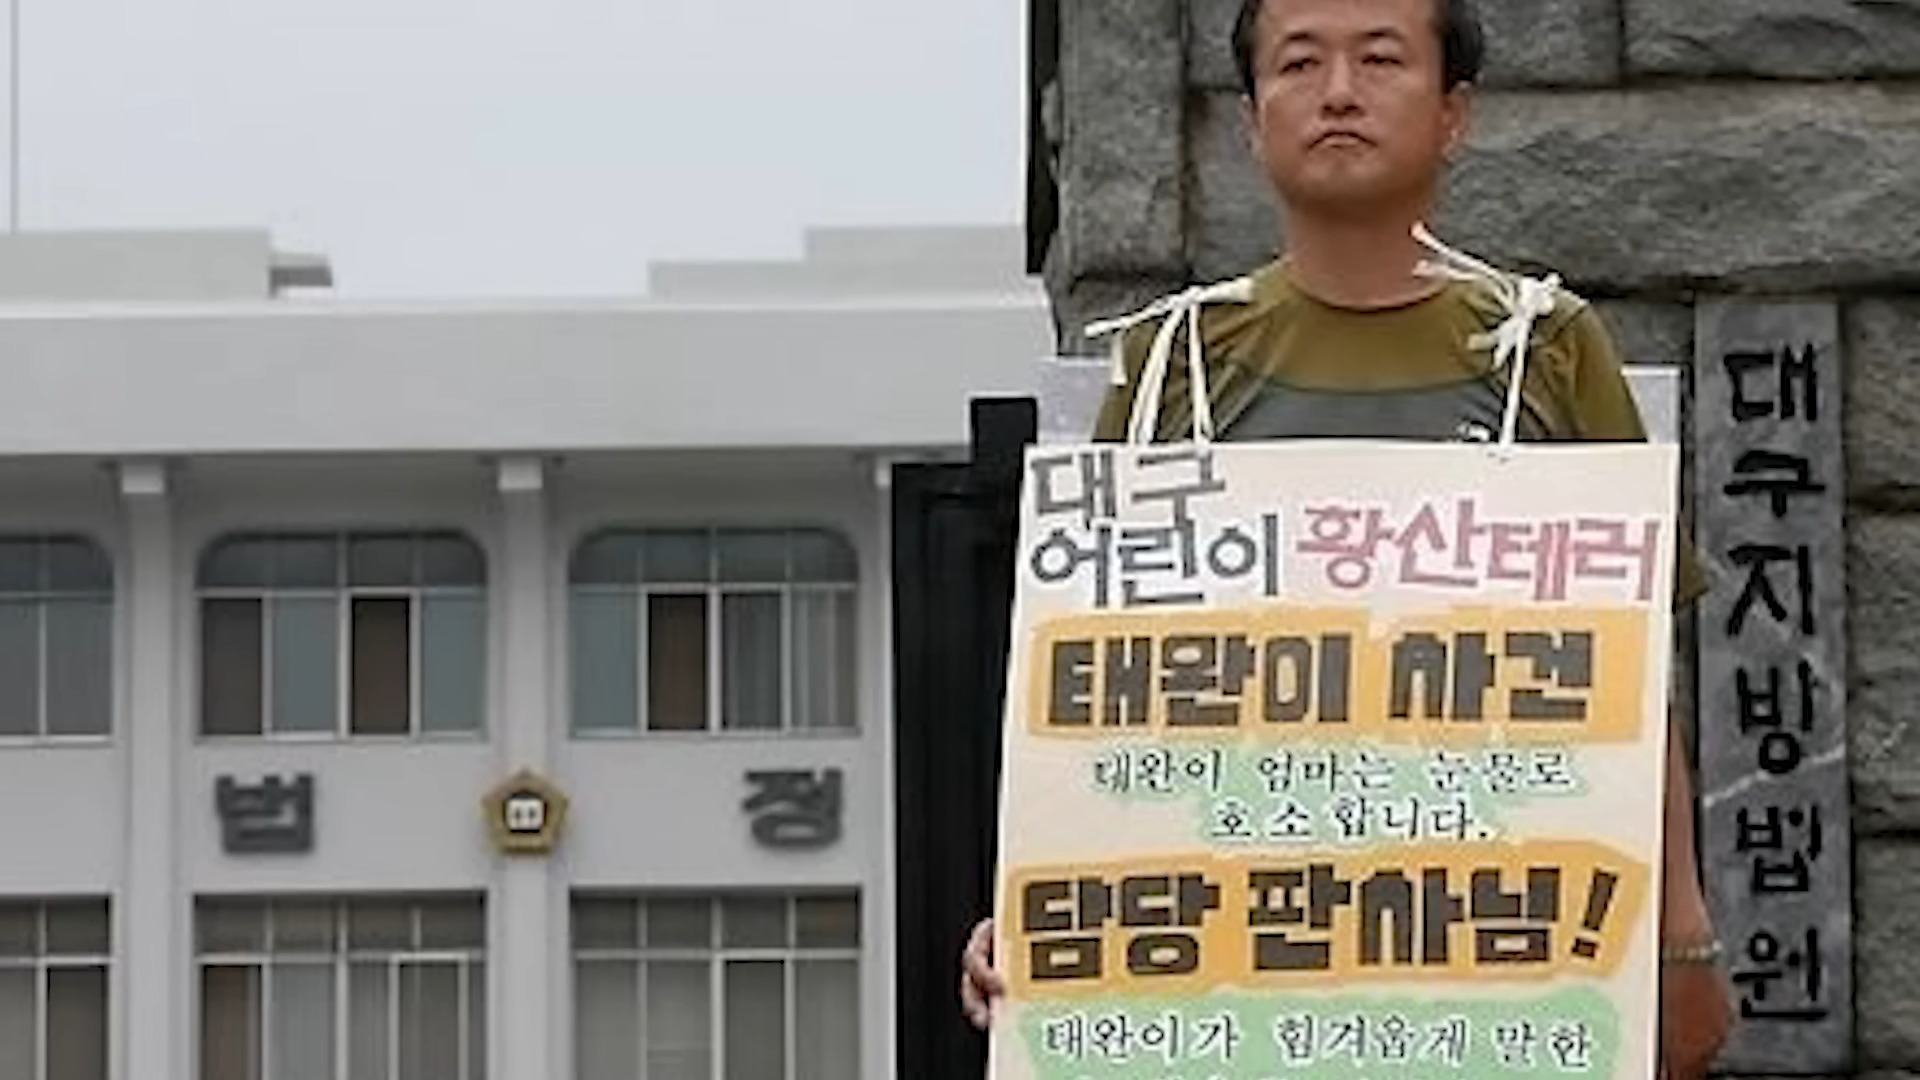 법 정
대구
어린이 황산테러
태완이 사건
태완이 엄마는 눈물로
호소합니다.
담당 판사님!
태완이가 힘겨웁게 말한
대구지방법원